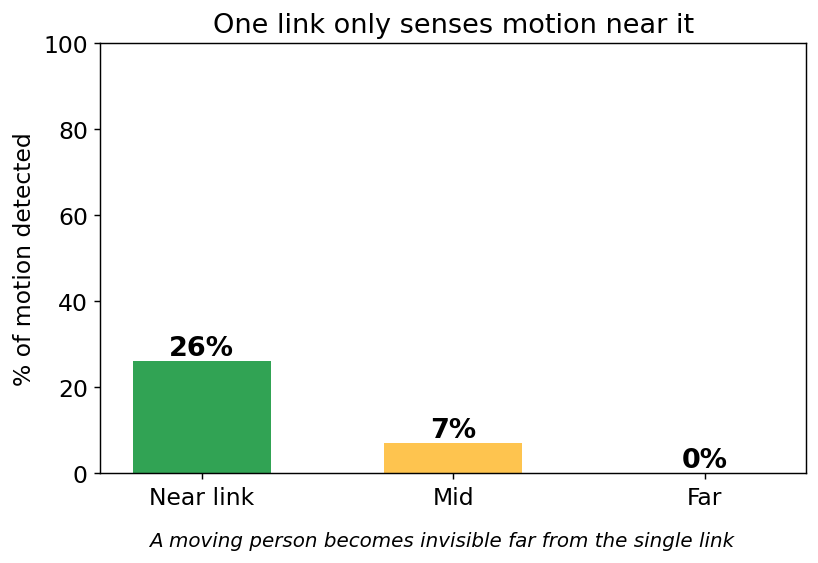 One link only senses motion near it
% of motion detected
100
80
60
40
20
0
26%
7%
0%
Near link Mid Far
A moving person becomes invisible far from the single link